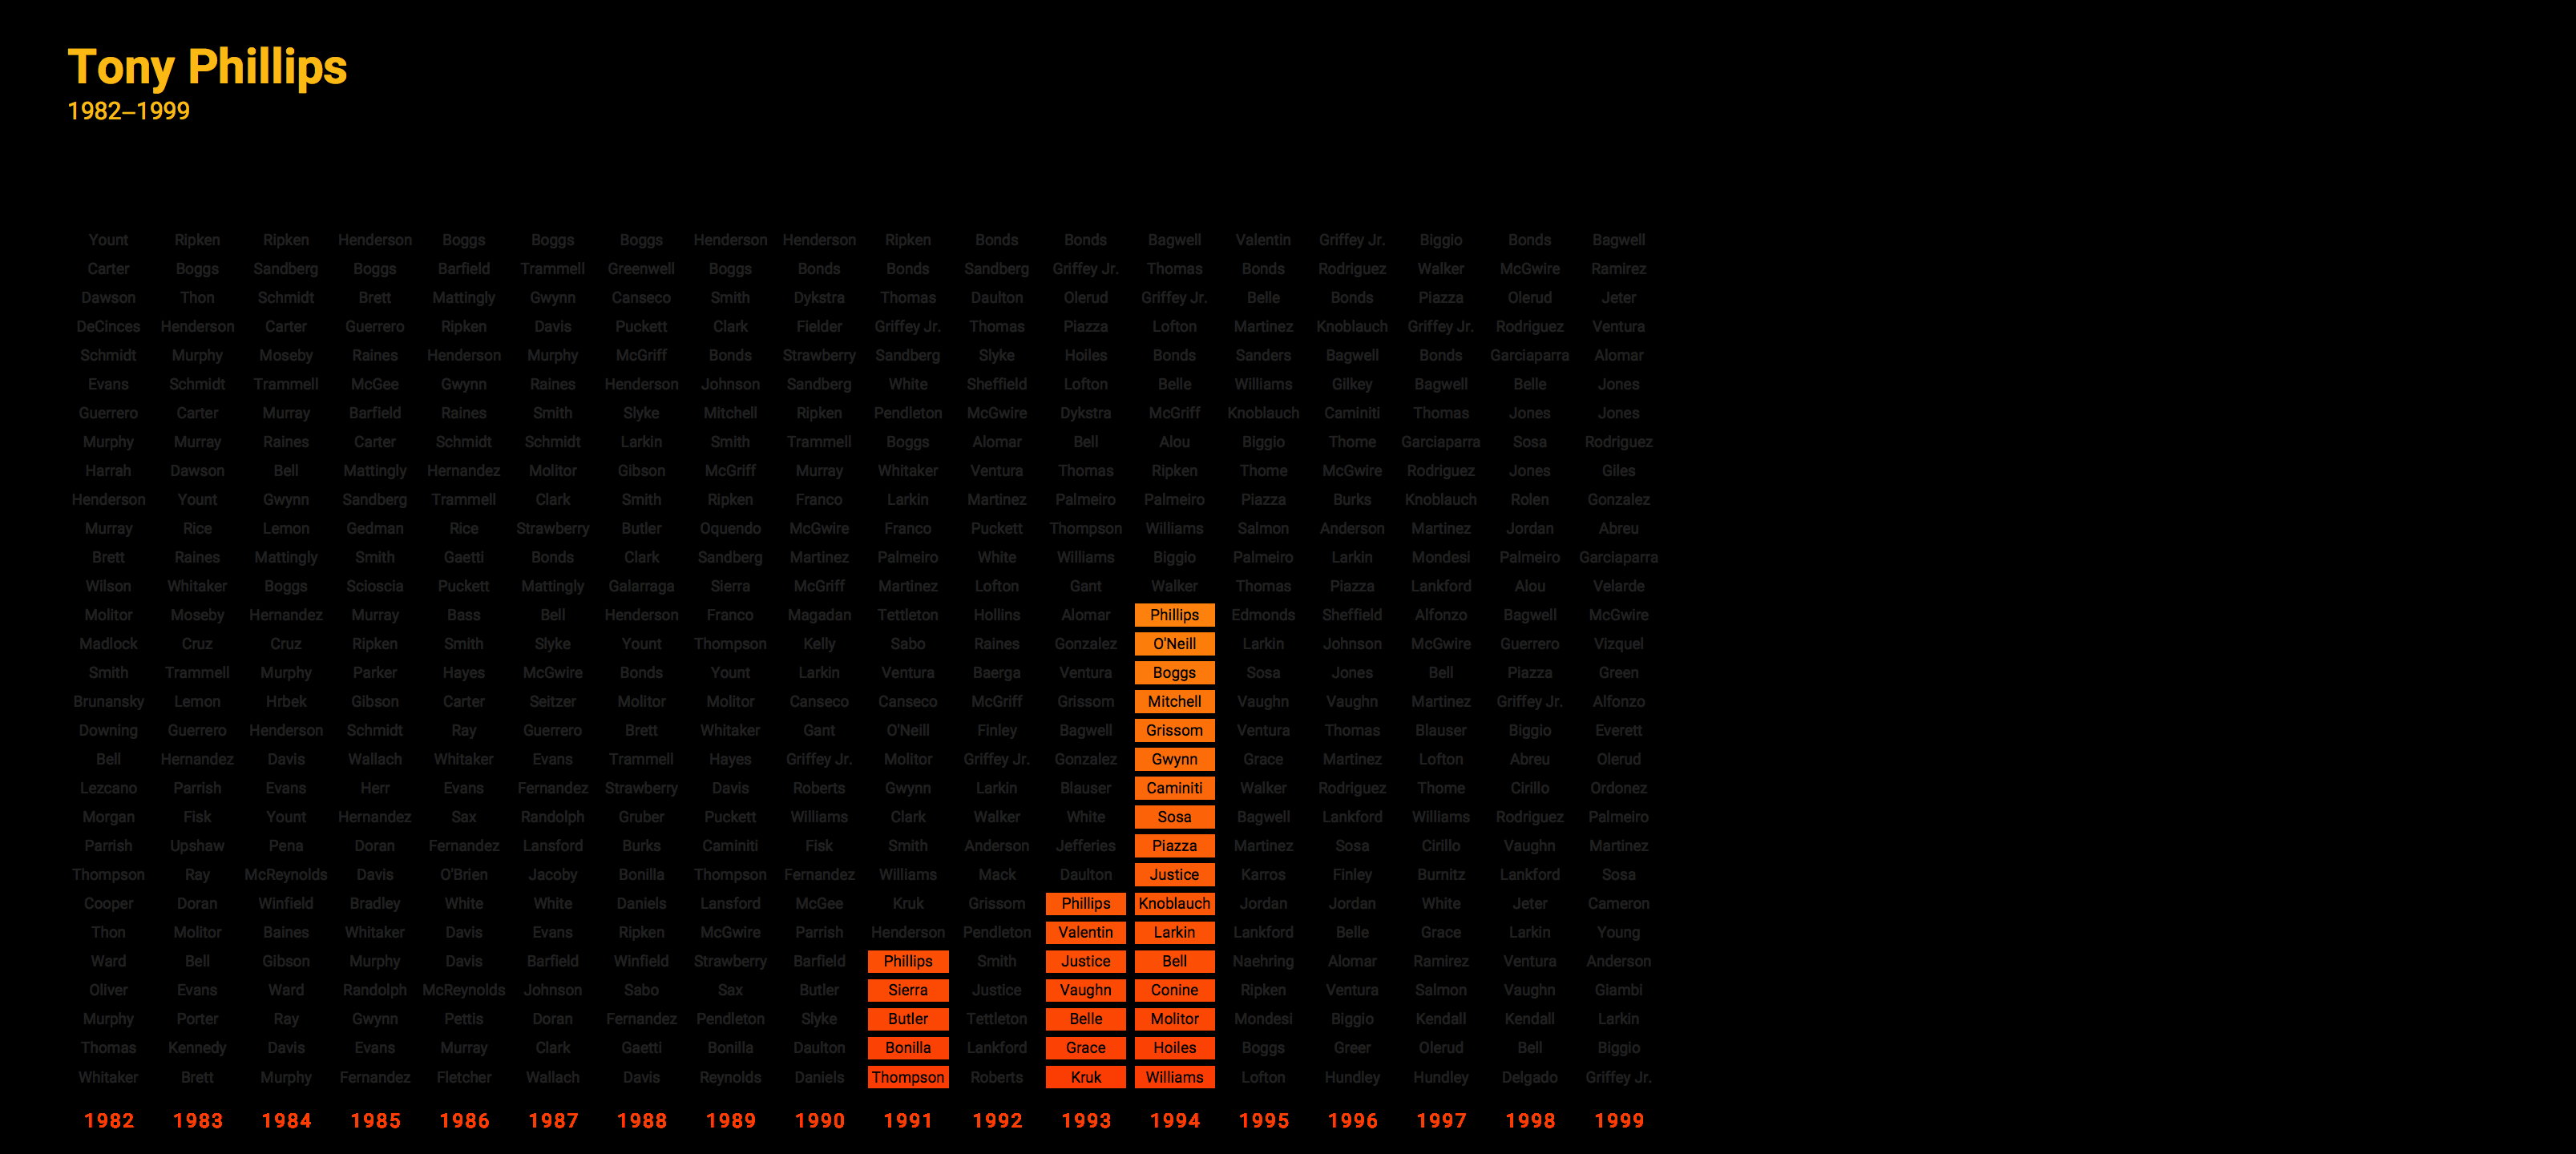 Tony Phillips
1982–1999
Yount Ripken Ripken Henderson Boggs Boggs Boggs Henderson Henderson Ripken Bonds Bonds Bagwell Valentin Griffey Jr. Biggio Bonds Bagwell
Carter Boggs Sandberg Boggs Barfield Trammell Greenwell Boggs Bonds Bonds Sandberg Griffey Jr. Thomas Bonds Rodriguez Walker McGwire Ramirez
Dawson Thon Schmidt Brett Mattingly Gwynn Canseco Smith Dykstra Thomas Daulton Olerud Griffey Jr. Belle Bonds Piazza Olerud Jeter
DeCinces Henderson Carter Guerrero Ripken Davis Puckett Clark Fielder Griffey Jr. Thomas Piazza Lofton Martinez Knoblauch Griffey Jr. Rodriguez Ventura
Schmidt Murphy Moseby Raines Henderson Murphy McGriff Bonds Strawberry Sandberg Slyke Hoiles Bonds Sanders Bagwell Bonds Garciaparra Alomar
Evans Schmidt Trammell McGee Gwynn Raines Henderson Johnson Sandberg White Sheffield Lofton Belle Williams Gilkey Bagwell Belle Jones
Guerrero Carter Murray Barfield Raines Smith Slyke Mitchell Ripken Pendleton McGwire Dykstra McGriff Knoblauch Caminiti Thomas Jones Jones
Murphy Murray Raines Carter Schmidt Schmidt Larkin Smith Trammell Boggs Alomar Bell Alou Biggio Thome Garciaparra Sosa Rodriguez
Harrah Dawson Bell Mattingly Hernandez Molitor Gibson McGriff Murray Whitaker Ventura Thomas Ripken Thome McGwire Rodriguez Jones Giles
Henderson Yount Gwynn Sandberg Trammell Clark Smith Ripken Franco Larkin Martinez Palmeiro Palmeiro Piazza Burks Knoblauch Rolen Gonzalez
Murray Rice Lemon Gedman Rice Strawberry Butler Oquendo McGwire Franco Puckett Thompson Williams Salmon Anderson Martinez Jordan Abreu
Brett Raines Mattingly Smith Gaetti Bonds Clark Sandberg Martinez Palmeiro White Williams Biggio Palmeiro Larkin Mondesi Palmeiro Garciaparra
Wilson Whitaker Boggs Scioscia Puckett Mattingly Galarraga Sierra McGriff Martinez Lofton Gant Walker Thomas Piazza Lankford Alou Velarde
Molitor Moseby Hernandez Murray Bass Bell Henderson Franco Magadan Tettleton Hollins Alomar Phillips Edmonds Sheffield Alfonzo Bagwell McGwire
Madlock Cruz Cruz Ripken Smith Slyke Yount Thompson Kelly Sabo Raines Gonzalez O'Neill Larkin Johnson McGwire Guerrero Vizquel
Smith Trammell Murphy Parker Hayes McGwire Bonds Yount Larkin Ventura Baerga Ventura Boggs Sosa Jones Bell Piazza Green
Brunansky Lemon Hrbek Gibson Carter Seitzer Molitor Molitor Canseco Canseco McGriff Grissom Mitchell Vaughn Vaughn Martinez Griffey Jr. Alfonzo
Downing Guerrero Henderson Schmidt Ray Guerrero Brett Whitaker Gant O'Neill Finley Bagwell Grissom Ventura Thomas Blauser Biggio Everett
Bell Hernandez Davis Wallach Whitaker Evans Trammell Hayes Griffey Jr. Molitor Griffey Jr. Gonzalez Gwynn Grace Martinez Lofton Abreu Olerud
Lezcano Parrish Evans Herr Evans Fernandez Strawberry Davis Roberts Gwynn Larkin Blauser Caminiti Walker Rodriguez Thome Cirillo Ordonez
Morgan Fisk Yount Hernandez Sax Randolph Gruber Puckett Williams Clark Walker White Sosa Bagwell Lankford Williams Rodriguez Palmeiro
Parrish Upshaw Pena Doran Fernandez Lansford Burks Caminiti Fisk Smith Anderson Jefferies Piazza Martinez Sosa Cirillo Vaughn Martinez
Thompson Ray McReynolds Davis O'Brien Jacoby Bonilla Thompson Fernandez Williams Mack Daulton Justice Karros Finley Burnitz Lankford Sosa
Cooper Doran Winfield Bradley White White Daniels Lansford McGee Kruk Grissom Phillips Knoblauch Jordan Jordan White Jeter Cameron
Thon Molitor Baines Whitaker Davis Evans Ripken McGwire Parrish Henderson Pendleton Valentin Larkin Lankford Belle Grace Larkin Young
Ward Bell Gibson Murphy Davis Barfield Winfield Strawberry Barfield Phillips Smith Justice Bell Naehring Alomar Ramirez Ventura Anderson
Oliver Evans Ward Randolph McReynolds Johnson Sabo Sax Butler Sierra Justice Vaughn Conine Ripken Ventura Salmon Vaughn Giambi
Murphy Porter Ray Gwynn Pettis Doran Fernandez Pendleton Slyke Butler Tettleton Belle Molitor Mondesi Biggio Kendall Kendall Larkin
Thomas Kennedy Davis Evans Murray Clark Gaetti Bonilla Daulton Bonilla Lankford Grace Hoiles Boggs Greer Olerud Bell Biggio
Whitaker Brett Murphy Fernandez Fletcher Wallach Davis Reynolds Daniels Thompson Roberts Kruk Williams Lofton Hundley Hundley Delgado Griffey Jr.
1982 1983 1984 1985 1986 1987 1988 1989 1990 1991 1992 1993 1994 1995 1996 1997 1998 1999